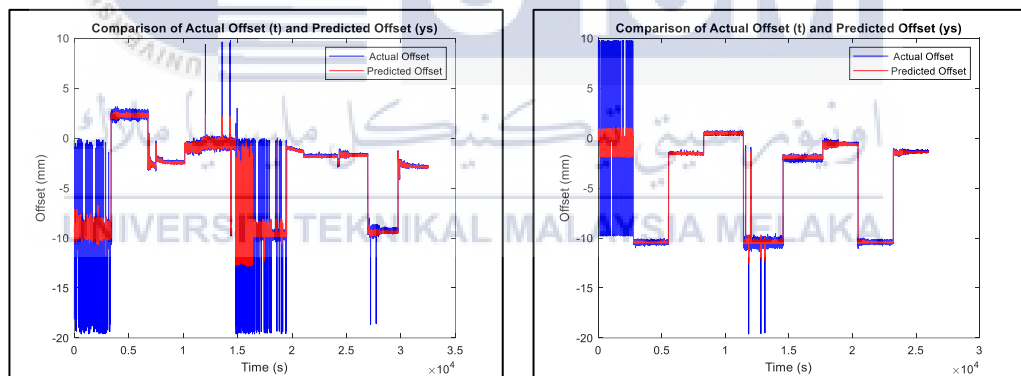 UNIVERSITI TEKNIKAL MALAYSIA MELAKA
Comparison of Actual Offset (t) and Predicted Offset (ys)
Actual Offset
Predicted Offset
Offset (mm)
10
5
0
-5
-10
-15
-20
0
0.5
1
1.5
2
2.5
3
3.5
Time (s)
×10⁴
Comparison of Actual Offset (t) and Predicted Offset (ys)
Actual Offset
Predicted Offset
Offset (mm)
10
5
0
-5
-10
-15
-20
0
0.5
1
1.5
2
2.5
3
Time (s)
×10⁴